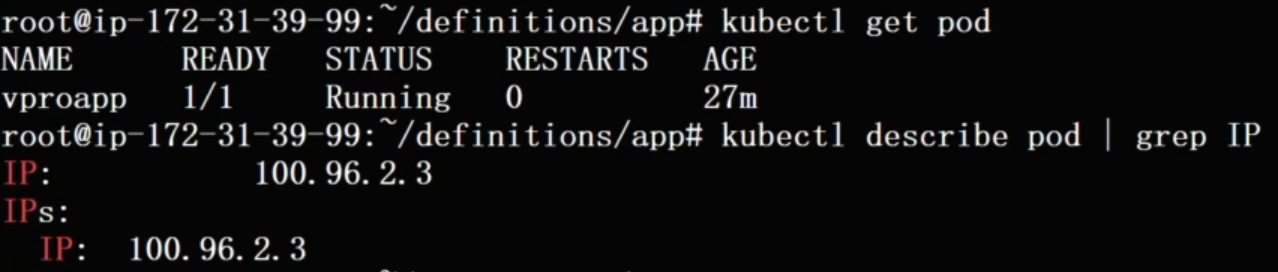 root@ip-172-31-39-99:~/definitions/app# kubectl get pod
NAME READY STATUS RESTARTS AGE
vproapp 1/1 Running 0 27m
root@ip-172-31-39-99:~/definitions/app# kubectl describe pod | grep IP
IP: 100.96.2.3
IPs:
IP: 100.96.2.3